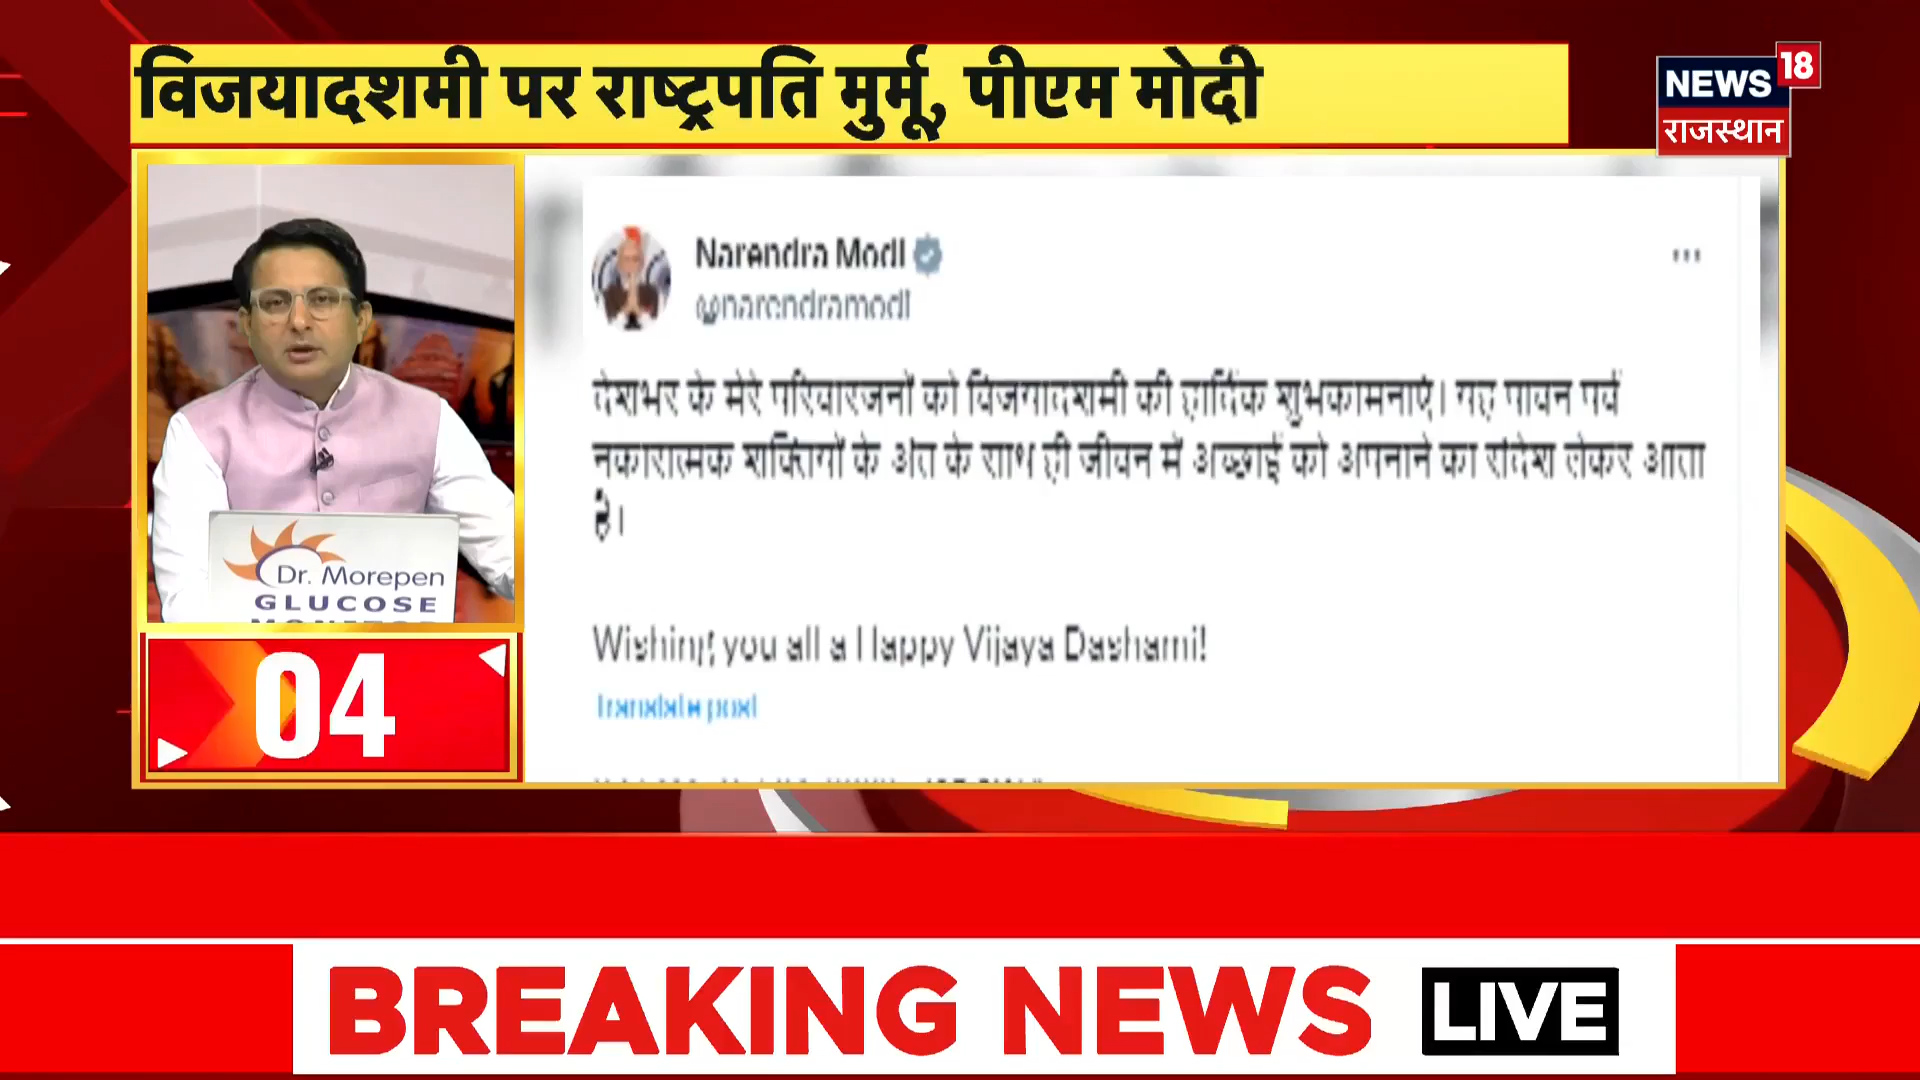 विजयादशमी पर राष्ट्रपति मुर्मू, पीएम मोदी
NEWS 18
राजस्थान
Narendra Modi
@narendramodi
देशभर के मेरे परिवारजनों को विजयादशमी की हार्दिक शुभकामनाएं। यह पावन पर्व
नकारात्मक शक्तियों के अंत के साथ ही जीवन में अच्छाई को अपनाने का संदेश लेकर आता
है।
Wishing you all a Happy Vijaya Dashami!
Translate post
Dr. Morepen
GLUCOSE
04
BREAKING NEWS LIVE